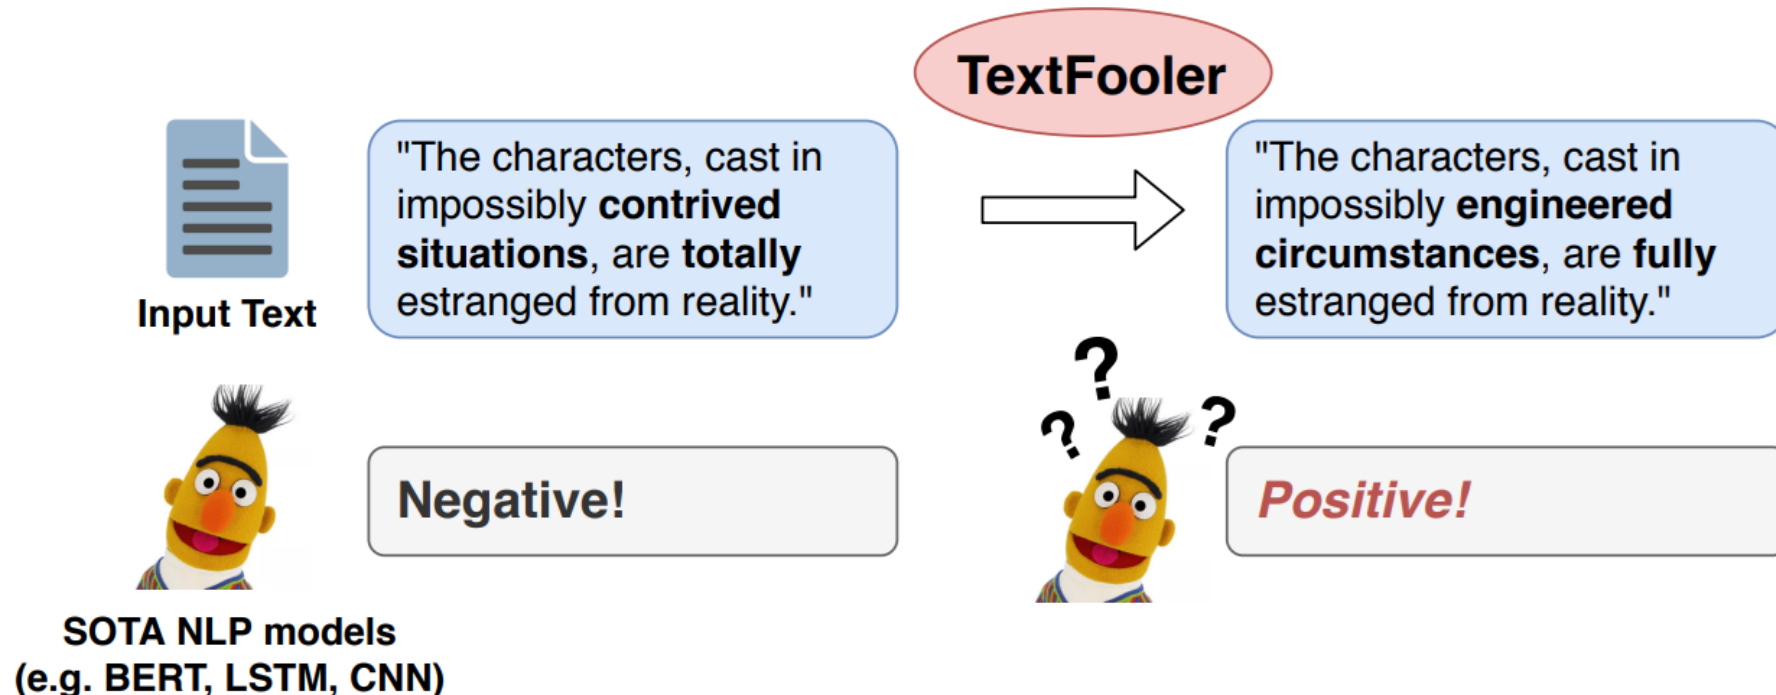 TextFooler
"The characters, cast in
impossibly contrived
situations, are totally
estranged from reality."
"The characters, cast in
impossibly engineered
circumstances, are fully
estranged from reality."
Input Text
? ? ?
Negative!
Positive!
SOTA NLP models
(e.g. BERT, LSTM, CNN)